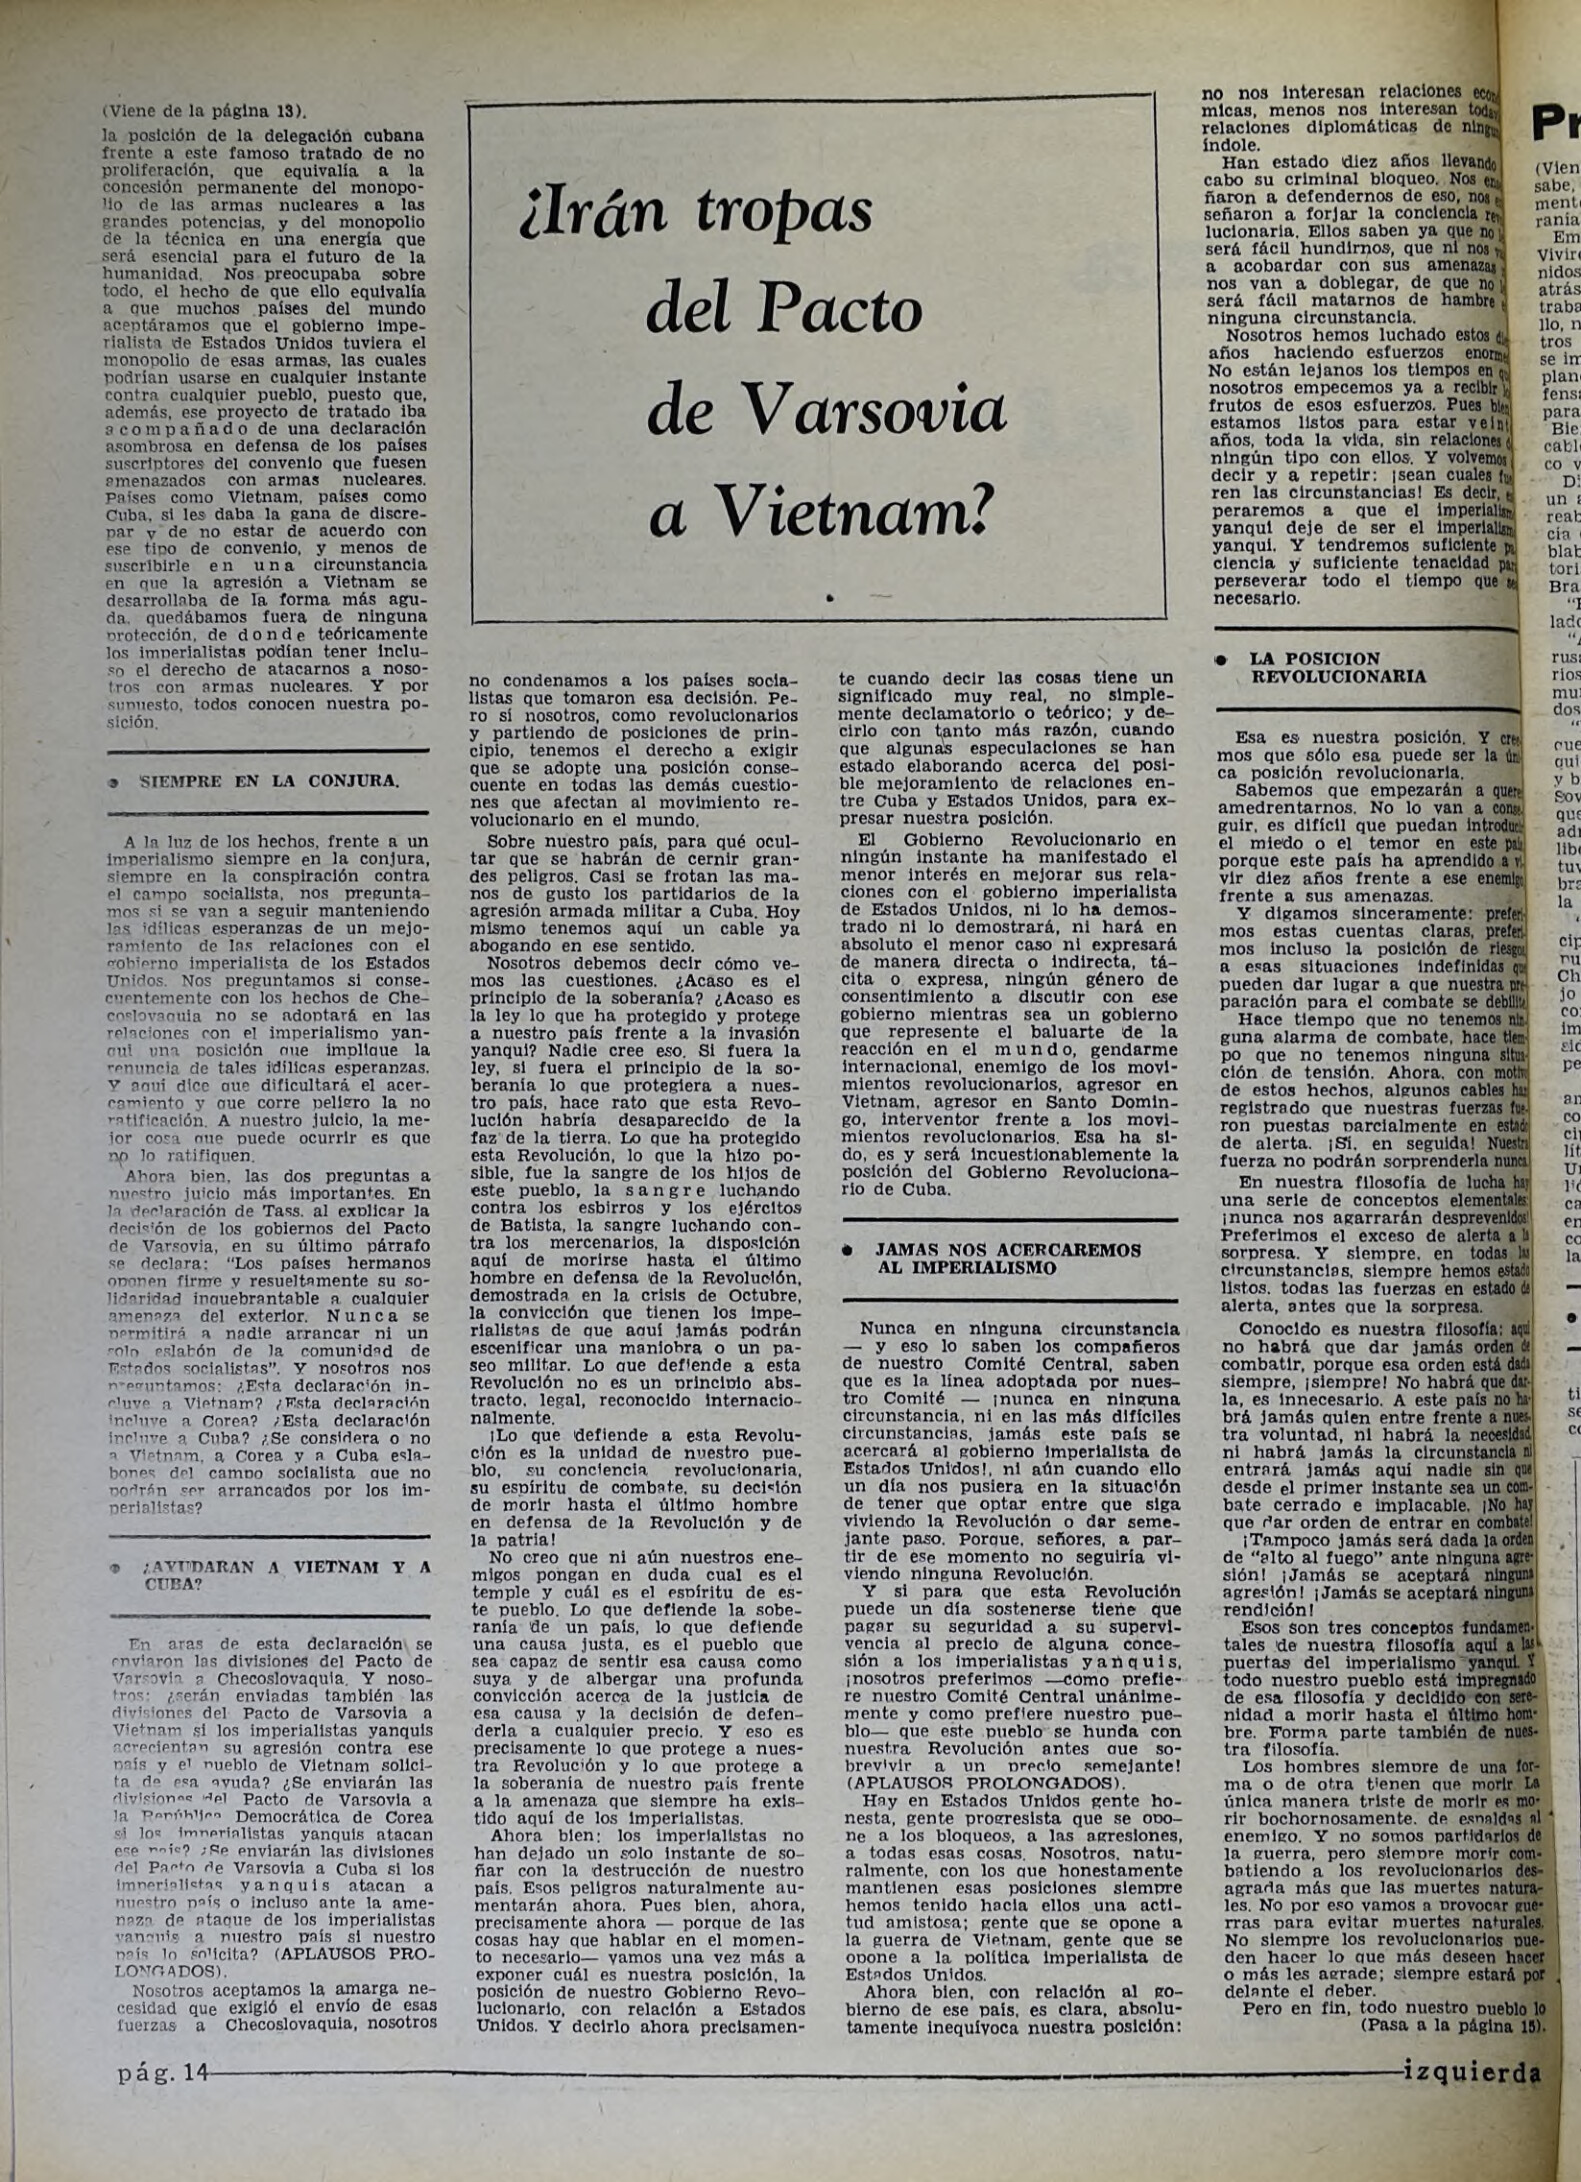 (Viene de la página 13).
la posición de la delegación cubana
frente a este famoso tratado de no
proliferación, que equivalía a la
concesión permanente del monopo-
lio de las armas nucleares a las
grandes potencias, y del monopolio
de la técnica en una energía que
será esencial para el futuro de la
humanidad. Nos preocupaba sobre
todo, el hecho de que ello equivalía
a que muchos países del mundo
aceptáramos que el gobierno impe-
rialista de Estados Unidos tuviera el
monopolio de esas armas, las cuales
podrían usarse en cualquier instante
contra cualquier pueblo, puesto que,
además, ese proyecto de tratado iba
acompañado de una declaración
asombrosa en defensa de los países
suscriptores del convenio que fuesen
amenazados con armas nucleares.
Países como Vietnam, países como
Cuba, si les daba la gana de discre-
par y de no estar de acuerdo con
ese tipo de convenio, y menos de
suscribirle en una circunstancia
en que la agresión a Vietnam se
desarrollaba de la forma más agu-
da, quedábamos fuera de ninguna
protección, de donde teóricamente
los imperialistas podían tener inclu-
so el derecho de atacarnos a noso-
tros con armas nucleares. Y por
supuesto, todos conocen nuestra po-
sición.
• SIEMPRE EN LA CONJURA.
A la luz de los hechos, frente a un
imperialismo siempre en la conjura,
siempre en la conspiración contra
el campo socialista, nos pregunta-
mos si se van a seguir manteniendo
las idílicas esperanzas de un mejo-
ramiento de las relaciones con el
gobierno imperialista de los Estados
Unidos. Nos preguntamos si conse-
cuentemente con los hechos de Che-
coslovaquia no se adoptará en las
relaciones con el imperialismo yan-
qui una posición que implique la
renuncia de tales idílicas esperanzas.
Y aquí dice que dificultará el acer-
camiento y que corre peligro la no
ratificación. A nuestro juicio, la me-
jor cosa que puede ocurrir es que
no lo ratifiquen.
Ahora bien, las dos preguntas a
nuestro juicio más importantes. En
la declaración de Tass, al explicar la
decisión de los gobiernos del Pacto
de Varsovia, en su último párrafo
se declara: "Los países hermanos
oponen firme y resueltamente su so-
lidaridad inquebrantable a cualquier
amenaza del exterior. Nunca se
permitirá a nadie arrancar ni un
solo eslabón de la comunidad de
Estados socialistas". Y nosotros nos
preguntamos: ¿Esta declaración in-
cluye a Vietnam? ¿Esta declaración
incluye a Corea? ¿Esta declaración
incluye a Cuba? ¿Se considera o no
a Vietnam, a Corea y a Cuba esla-
bones del campo socialista que no
podrán ser arrancados por los im-
perialistas?
• ¿AYUDARAN A VIETNAM Y A
CUBA?
En aras de esta declaración se
enviaron las divisiones del Pacto de
Varsovia a Checoslovaquia. Y noso-
tros: ¿serán enviadas también las
divisiones del Pacto de Varsovia a
Vietnam si los imperialistas yanquis
acrecientan su agresión contra ese
país y el pueblo de Vietnam solici-
ta de esa ayuda? ¿Se enviarán las
divisiones del Pacto de Varsovia a
la República Democrática de Corea
si los imperialistas yanquis atacan
ese país? ¿Se enviarán las divisiones
del Pacto de Varsovia a Cuba si los
imperialistas yanquis atacan a
nuestro país o incluso ante la ame-
naza de ataque de los imperialistas
yanquis a nuestro país si nuestro
país lo solicita? (APLAUSOS PRO-
LONGADOS).
Nosotros aceptamos la amarga ne-
cesidad que exigió el envío de esas
fuerzas a Checoslovaquia, nosotros
¿Irán tropas
del Pacto
de Varsovia
a Vietnam?
no condenamos a los países socia-
listas que tomaron esa decisión. Pe-
ro sí nosotros, como revolucionarios
y partiendo de posiciones de prin-
cipio, tenemos el derecho a exigir
que se adopte una posición conse-
cuente en todas las demás cuestio-
nes que afectan al movimiento re-
volucionario en el mundo.
Sobre nuestro país, para qué ocul-
tar que se habrán de cernir gran-
des peligros. Casi se frotan las ma-
nos de gusto los partidarios de la
agresión armada militar a Cuba. Hoy
mismo tenemos aquí un cable ya
abogando en ese sentido.
Nosotros debemos decir cómo ve-
mos las cuestiones. ¿Acaso es el
principio de la soberanía? ¿Acaso es
la ley lo que ha protegido y protege
a nuestro país frente a la invasión
yanqui? Nadie cree eso. Si fuera la
ley, si fuera el principio de la so-
beranía lo que protegiera a nues-
tro país, hace rato que esta Revo-
lución habría desaparecido de la
faz de la tierra. Lo que ha protegido
esta Revolución, lo que la hizo po-
sible, fue la sangre de los hijos de
este pueblo, la sangre luchando
contra los esbirros y los ejércitos
de Batista, la sangre luchando con-
tra los mercenarios, la disposición
aquí de morirse hasta el último
hombre en defensa de la Revolución,
demostrada en la crisis de Octubre,
la convicción que tienen los impe-
rialistas de que aquí jamás podrán
escenificar una maniobra o un pa-
seo militar. Lo que defiende a esta
Revolución no es un principio abs-
tracto, legal, reconocido internacio-
nalmente.
¡Lo que defiende a esta Revolu-
ción es la unidad de nuestro pue-
blo, su conciencia revolucionaria,
su espíritu de combate, su decisión
de morir hasta el último hombre
en defensa de la Revolución y de
la patria!
No creo que ni aún nuestros ene-
migos pongan en duda cual es el
temple y cuál es el espíritu de es-
te pueblo. Lo que defiende la sobe-
ranía de un país, lo que defiende
una causa justa, es el pueblo que
sea capaz de sentir esa causa como
suya y de albergar una profunda
convicción acerca de la justicia de
esa causa y la decisión de defen-
derla a cualquier precio. Y eso es
precisamente lo que protege a nues-
tra Revolución y lo que protege a
la soberanía de nuestro país frente
a la amenaza que siempre ha exis-
tido aquí de los imperialistas.
Ahora bien: los imperialistas no
han dejado un solo instante de so-
ñar con la destrucción de nuestro
país. Esos peligros naturalmente au-
mentarán ahora. Pues bien, ahora,
precisamente ahora — porque de las
cosas hay que hablar en el momen-
to necesario— vamos una vez más a
exponer cuál es nuestra posición, la
posición de nuestro Gobierno Revo-
lucionario, con relación a Estados
Unidos. Y decirlo ahora precisamen-
te cuando decir las cosas tiene un
significado muy real, no simple-
mente declamatorio o teórico; y de-
cirlo con tanto más razón, cuando
que algunas especulaciones se han
estado elaborando acerca del posi-
ble mejoramiento de relaciones en-
tre Cuba y Estados Unidos, para ex-
presar nuestra posición.
El Gobierno Revolucionario en
ningún instante ha manifestado el
menor interés en mejorar sus rela-
ciones con el gobierno imperialista
de Estados Unidos, ni lo ha demos-
trado ni lo demostrará, ni hará en
absoluto el menor caso ni expresará
de manera directa o indirecta, tá-
cita o expresa, ningún género de
consentimiento a discutir con ese
gobierno mientras sea un gobierno
que represente el baluarte de la
reacción en el mundo, gendarme
internacional, enemigo de los movi-
mientos revolucionarios, agresor en
Vietnam, agresor en Santo Domin-
go, interventor frente a los movi-
mientos revolucionarios. Esa ha si-
do, es y será incuestionablemente la
posición del Gobierno Revoluciona-
rio de Cuba.
• JAMAS NOS ACERCAREMOS
AL IMPERIALISMO
Nunca en ninguna circunstancia
— y eso lo saben los compañeros
de nuestro Comité Central, saben
que es la línea adoptada por nues-
tro Comité — ¡nunca en ninguna
circunstancia, ni en las más difíciles
circunstancias, jamás este país se
acercará al gobierno imperialista de
Estados Unidos!, ni aún cuando ello
un día nos pusiera en la situación
de tener que optar entre que siga
viviendo la Revolución o dar seme-
jante paso. Porque, señores, a par-
tir de ese momento no seguiría vi-
viendo ninguna Revolución.
Y si para que esta Revolución
puede un día sostenerse tiene que
pagar su seguridad a su supervi-
vencia al precio de alguna conce-
sión a los imperialistas yanquis,
¡nosotros preferimos —como prefie-
re nuestro Comité Central unánime-
mente y como prefiere nuestro pue-
blo— que este pueblo se hunda con
nuestra Revolución antes que so-
brevivir a un precio semejante!
(APLAUSOS PROLONGADOS).
Hay en Estados Unidos gente ho-
nesta, gente progresista que se opo-
ne a los bloqueos, a las agresiones,
a todas esas cosas. Nosotros, natu-
ralmente, con los que honestamente
mantienen esas posiciones siempre
hemos tenido hacia ellos una acti-
tud amistosa; gente que se opone a
la guerra de Vietnam, gente que se
opone a la política imperialista de
Estados Unidos.
Ahora bien, con relación al go-
bierno de ese país, es clara, absolu-
tamente inequívoca nuestra posición:
no nos interesan relaciones econó
micas, menos nos interesan
relaciones diplomáticas de
índole.
Han estado diez años llevando
cabo su criminal bloqueo. Nos
ñaron a defendernos de eso, nos
señaron a forjar la conciencia
lucionaria. Ellos saben ya que no
será fácil hundirnos, que ni nos
a acobardar con sus amenazas
nos van a doblegar, de que no
será fácil matarnos de hambre
ninguna circunstancia.
Nosotros hemos luchado estos
años haciendo esfuerzos
No están lejanos los tiempos en
nosotros empecemos ya a recibir
frutos de esos esfuerzos. Pues bien
estamos listos para estar
años, toda la vida, sin relaciones
ningún tipo con ellos. Y volvemos
decir y a repetir: ¡sean cuales
ren las circunstancias! Es decir,
peraremos a que el imperialism
yanqui deje de ser el imperialism
yanqui. Y tendremos suficiente
ciencia y suficiente tenacidad
perseverar todo el tiempo que
necesario.
• LA POSICION
REVOLUCIONARIA
Esa es nuestra posición. Y cree-
mos que sólo esa puede ser la
ca posición revolucionaria.
Sabemos que empezarán a
amedrentarnos. No lo van a conse-
guir, es difícil que puedan introducir
el miedo o el temor en este país
porque este país ha aprendido a vi-
vir diez años frente a ese enemigo
frente a sus amenazas.
Y digamos sinceramente: preferi-
mos estas cuentas claras, preferi-
mos incluso la posición de riesgos
a esas situaciones indefinidas que
pueden dar lugar a que nuestra pre-
paración para el combate se debilite
Hace tiempo que no tenemos nin-
guna alarma de combate, hace tiem-
po que no tenemos ninguna situa-
ción de tensión. Ahora, con motivo
de estos hechos, algunos cables han
registrado que nuestras fuerzas fue-
ron puestas parcialmente en estado
de alerta. ¡Sí, en seguida! Nuestra
fuerza no podrán sorprenderla nunca.
En nuestra filosofía de lucha hay
una serie de conceptos elementales:
¡nunca nos agarrarán desprevenidos!
Preferimos el exceso de alerta a la
sorpresa. Y siempre, en todas las
circunstancias, siempre hemos estado
listos, todas las fuerzas en estado de
alerta, antes que la sorpresa.
Conocido es nuestra filosofía: aquí
no habrá que dar jamás orden de
combatir, porque esa orden está dada
siempre, ¡siempre! No habrá que dar-
la, es innecesario. A este país no ha-
brá jamás quien entre frente a nues-
tra voluntad, ni habrá la necesidad
ni habrá jamás la circunstancia ni
entrará jamás aquí nadie sin que
desde el primer instante sea un com-
bate cerrado e implacable. ¡No hay
que dar orden de entrar en combate!
¡Tampoco jamás será dada la orden
de "alto al fuego" ante ninguna agre-
sión! ¡Jamás se aceptará ninguna
agresión! ¡Jamás se aceptará ninguna
rendición!
Esos son tres conceptos fundamen-
tales de nuestra filosofía aquí a las
puertas del imperialismo yanqui. Y
todo nuestro pueblo está impregnado
de esa filosofía y decidido con sere-
nidad a morir hasta el último hom-
bre. Forma parte también de nues-
tra filosofía.
Los hombres siempre de una for-
ma o de otra tienen que morir. La
única manera triste de morir es mo-
rir bochornosamente, de espaldas al
enemigo. Y no somos partidarios de
la guerra, pero siempre morir com-
batiendo a los revolucionarios des-
agrada más que las muertes natura-
les. No por eso vamos a provocar gue-
rras para evitar muertes naturales.
No siempre los revolucionarios pue-
den hacer lo que más deseen hacer
o más les agrade; siempre estará por
delante el deber.
Pero en fin, todo nuestro pueblo lo
(Pasa a la página 15).
pág. 14
izquierda